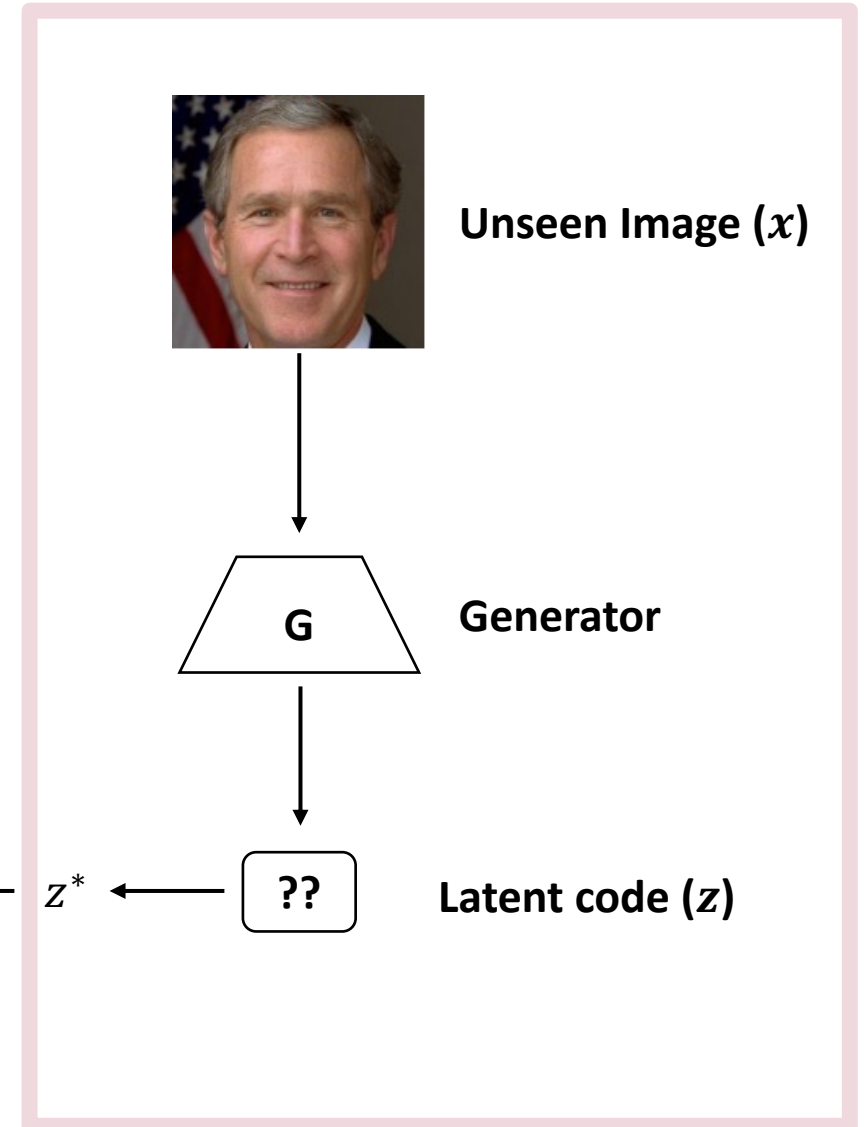 Unseen Image (x)
G
Generator
z*
??
Latent code (z)